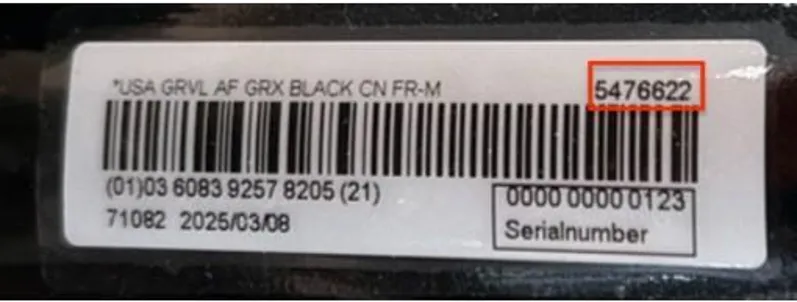 *USA GRVL AF GRX BLACK CN FR-M 5476622
(01)03 6083 9257 8205 (21)
71082 2025/03/08
0000 0000 0123
Serialnumber